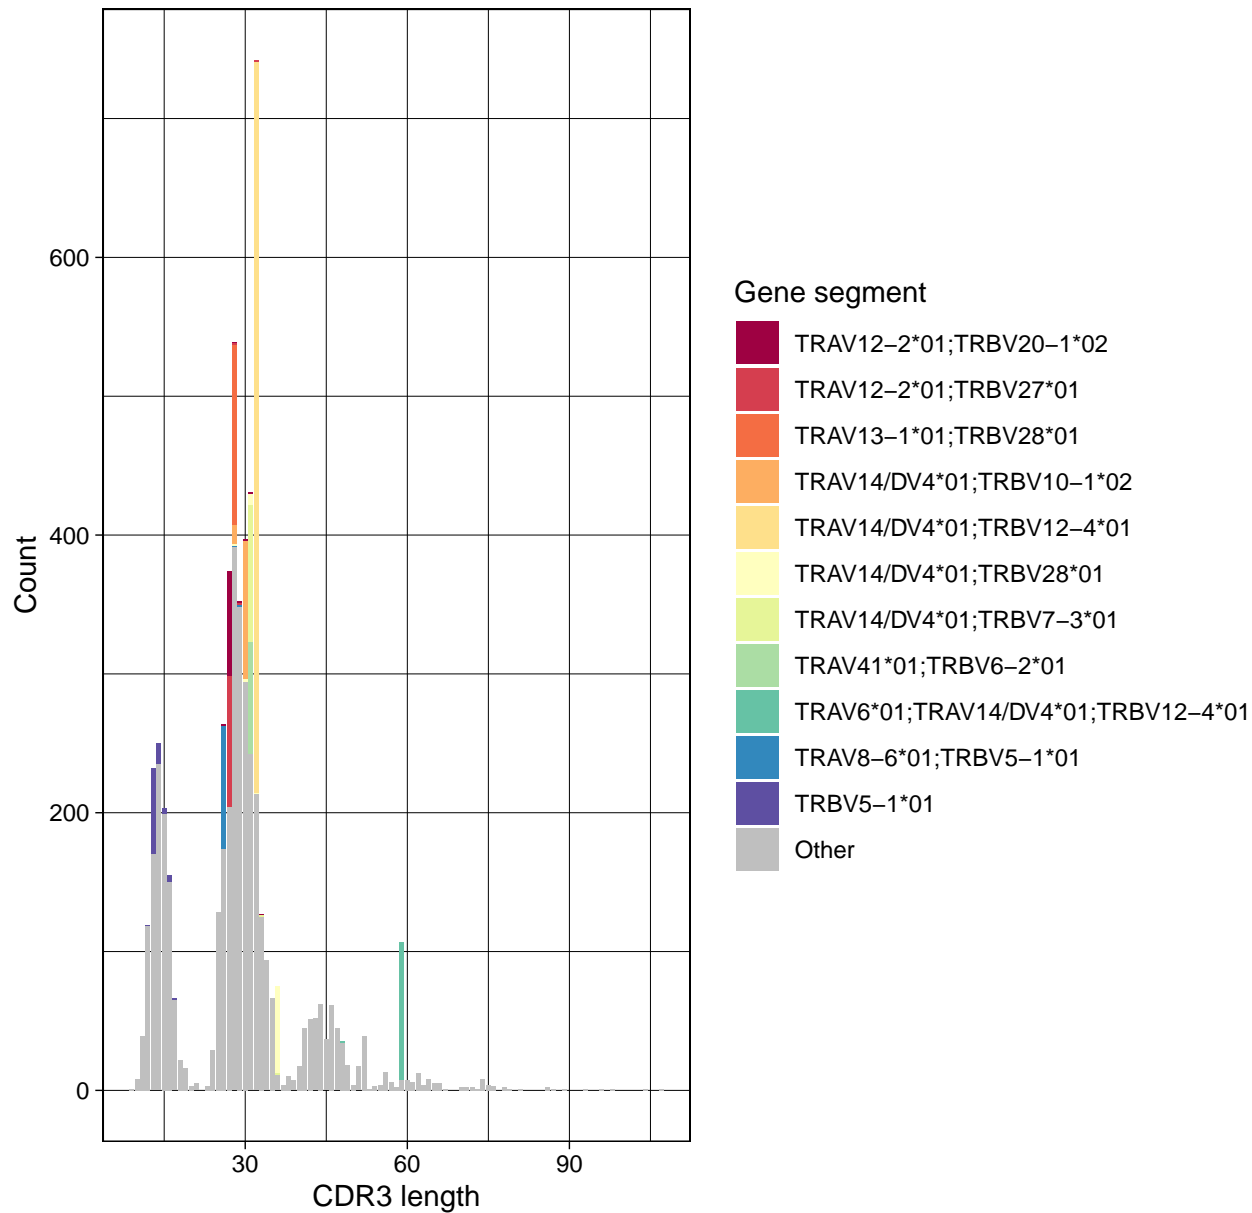 600
400
200
0
Count
30
60
90
CDR3 length
Gene segment
TRAV12−2*01;TRBV20−1*02
TRAV12−2*01;TRBV27*01
TRAV13−1*01;TRBV28*01
TRAV14/DV4*01;TRBV10−1*02
TRAV14/DV4*01;TRBV12−4*01
TRAV14/DV4*01;TRBV28*01
TRAV14/DV4*01;TRBV7−3*01
TRAV41*01;TRBV6−2*01
TRAV6*01;TRAV14/DV4*01;TRBV12−4*01
TRAV8−6*01;TRBV5−1*01
TRBV5−1*01
Other